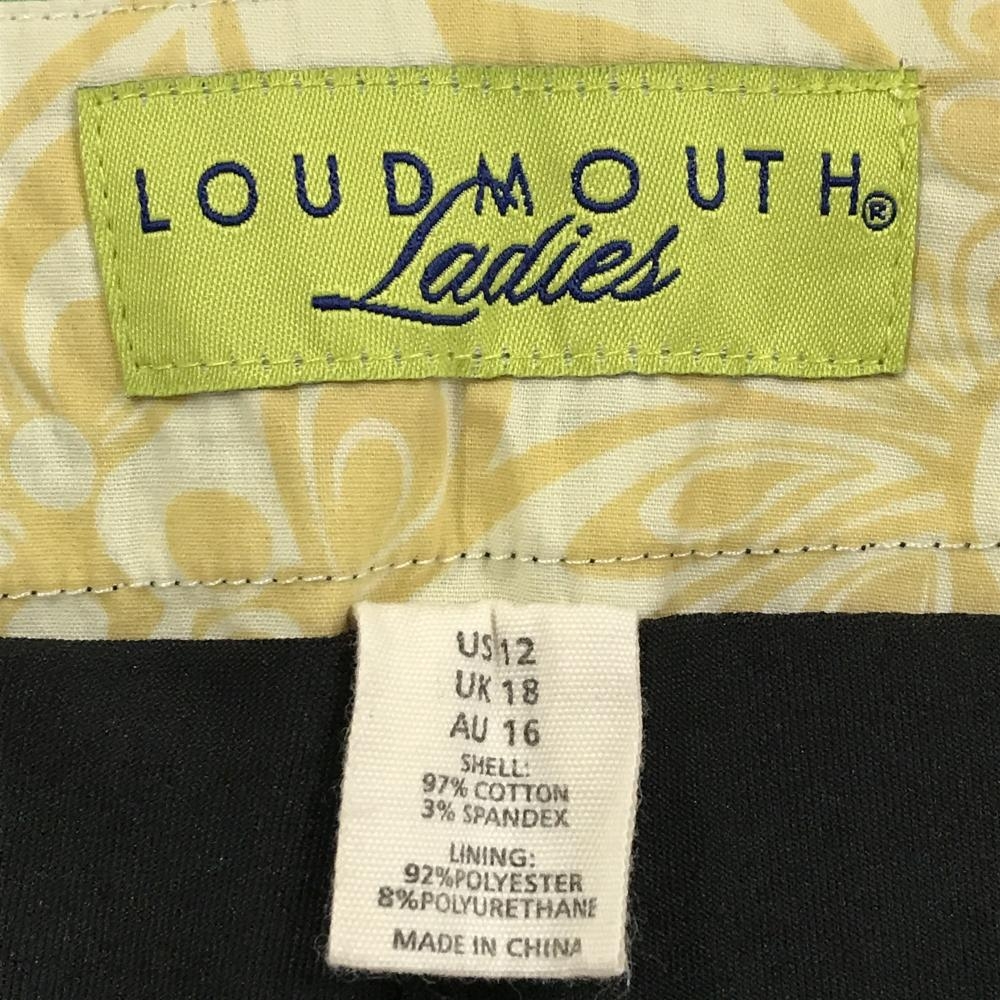 LOUDMOUTH®
Ladies
US 12
UK 18
AU 16
SHELL:
97% COTTON
3% SPANDEX
LINING:
92%POLYESTER
8%POLYURETHANE
MADE IN CHINA